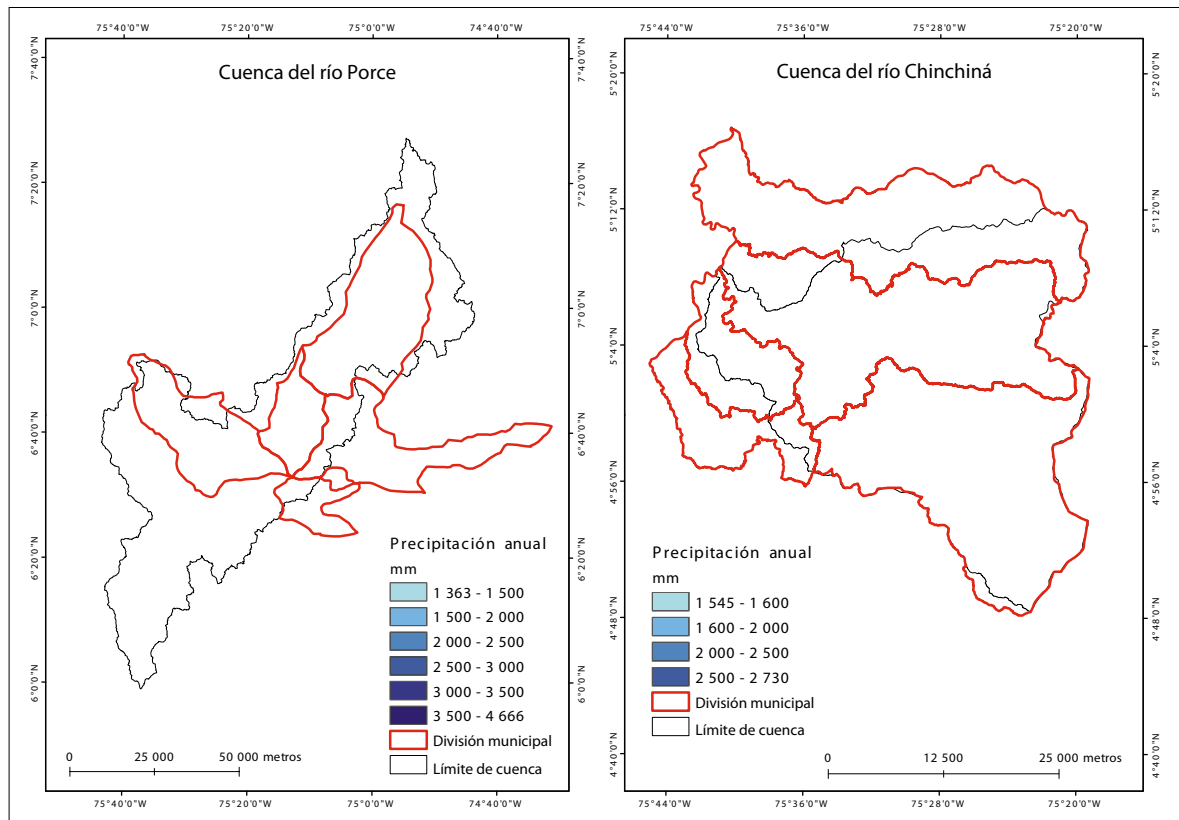 75°40'0"W 75°20'0"W 75°0'0"W 74°40'0"W
7°40'0"N 7°40'0"N
Cuenca del río Porce
7°20'0"N 7°20'0"N
7°0'0"N 7°0'0"N
6°40'0"N 6°40'0"N
6°20'0"N 6°20'0"N
6°0'0"N 6°0'0"N
Precipitación anual
mm
1 363 - 1 500
1 500 - 2 000
2 000 - 2 500
2 500 - 3 000
3 000 - 3 500
3 500 - 4 666
División municipal
Límite de cuenca
0 25 000 50 000 metros
75°40'0"W 75°20'0"W 75°0'0"W 74°40'0"W
75°44'0"W 75°36'0"W 75°28'0"W 75°20'0"W
5°20'0"N 5°20'0"N
Cuenca del río Chinchiná
5°12'0"N 5°12'0"N
5°4'0"N 5°4'0"N
4°56'0"N 4°56'0"N
4°48'0"N 4°48'0"N
4°40'0"N 4°40'0"N
Precipitación anual
mm
1 545 - 1 600
1 600 - 2 000
2 000 - 2 500
2 500 - 2 730
División municipal
Límite de cuenca
0 12 500 25 000 metros
75°44'0"W 75°36'0"W 75°28'0"W 75°20'0"W